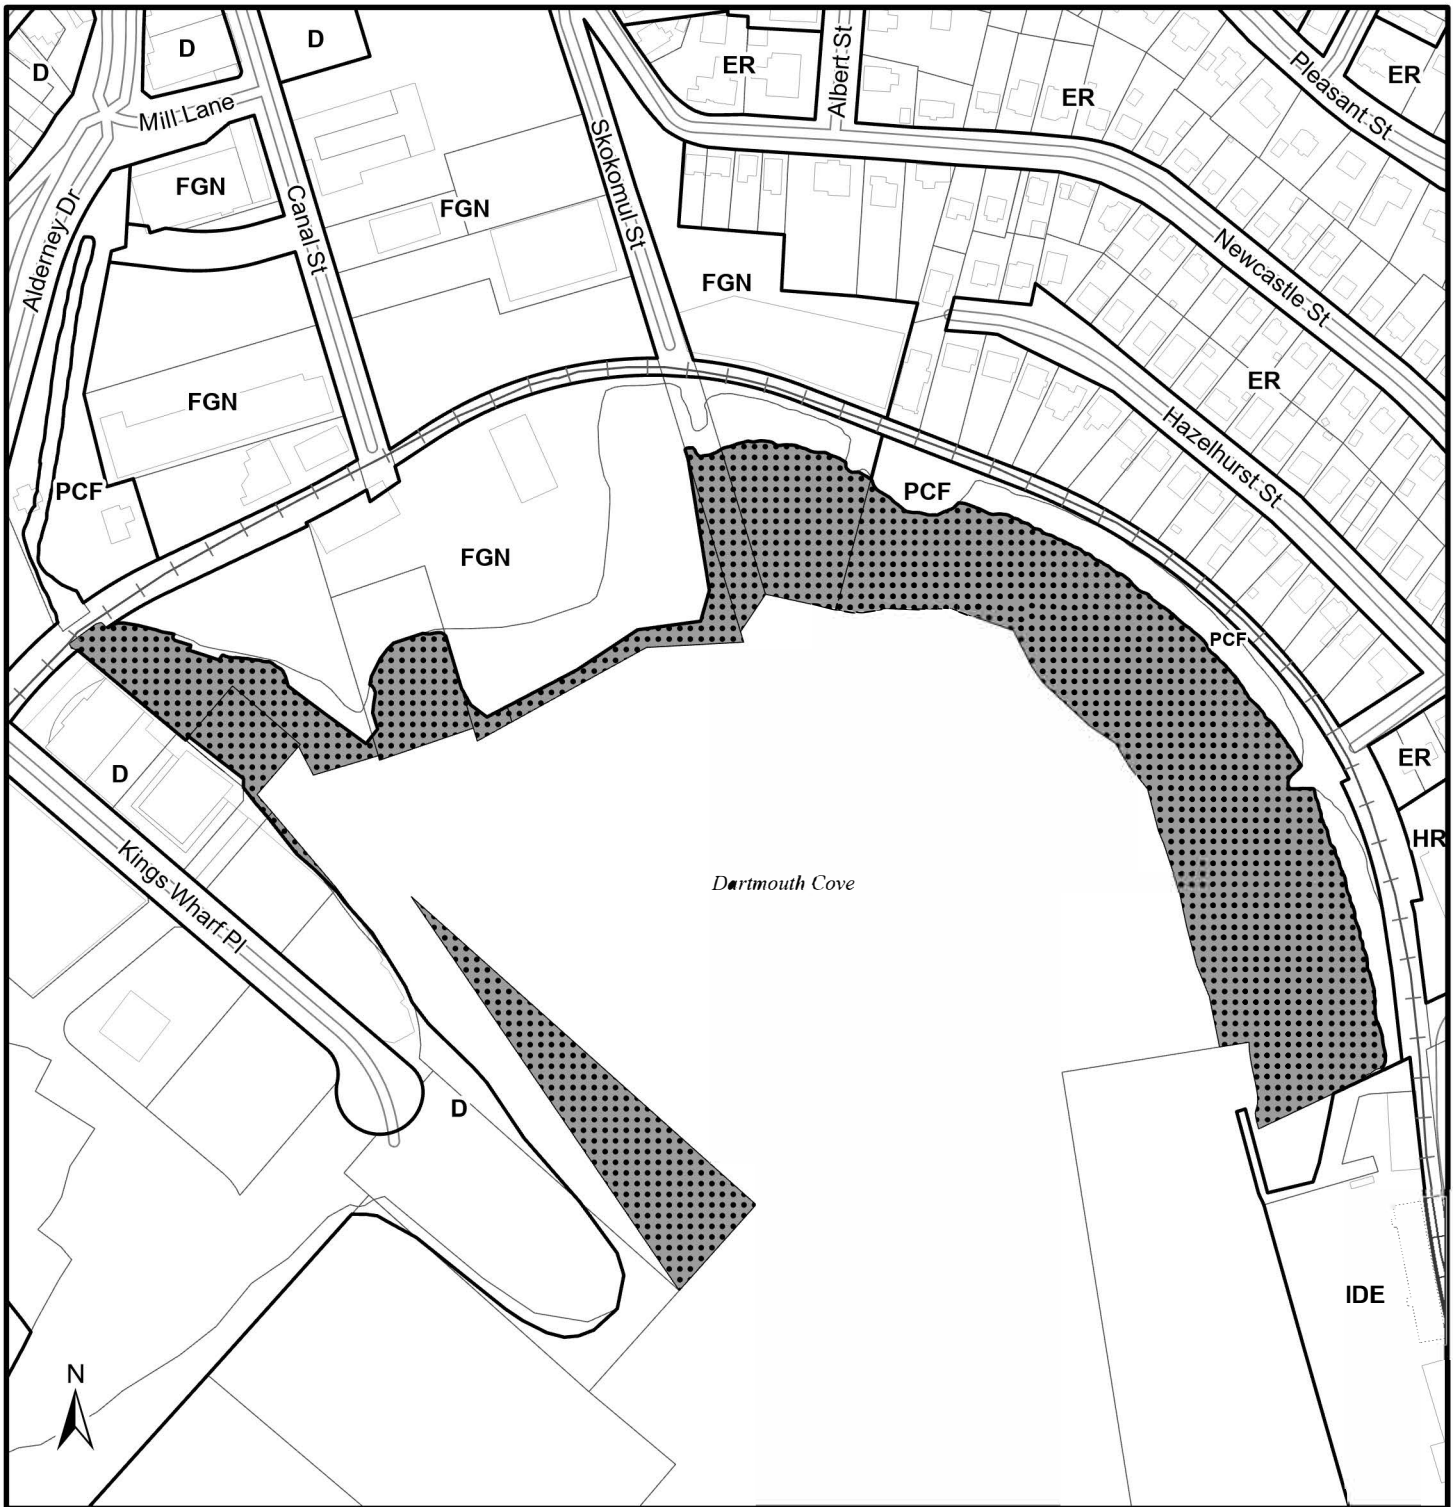 D
D
D
ER
Albert St
ER
Pleasant St
ER
Mill Lane
FGN
Alderney Dr
Canal St
FGN
Skokomul St
FGN
Newcastle St
ER
FGN
Hazelhurst St
PCF
PCF
FGN
PCF
ER
D
HR
Kings Wharf Pl
Dartmouth Cove
D
IDE
N